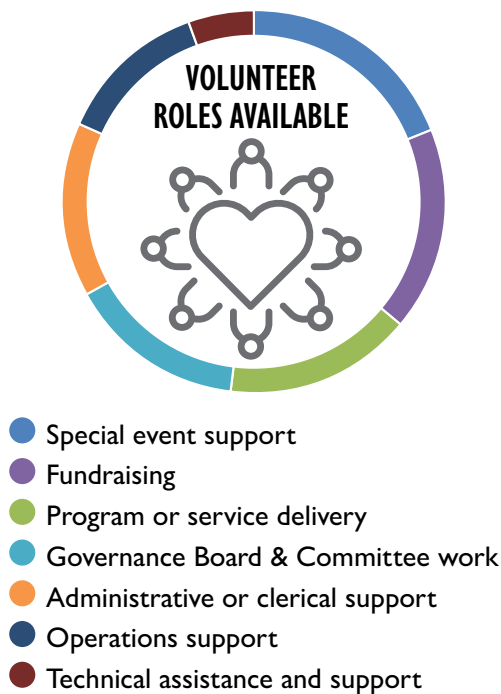 VOLUNTEER
ROLES AVAILABLE
Special event support
Fundraising
Program or service delivery
Governance Board & Committee work
Administrative or clerical support
Operations support
Technical assistance and support